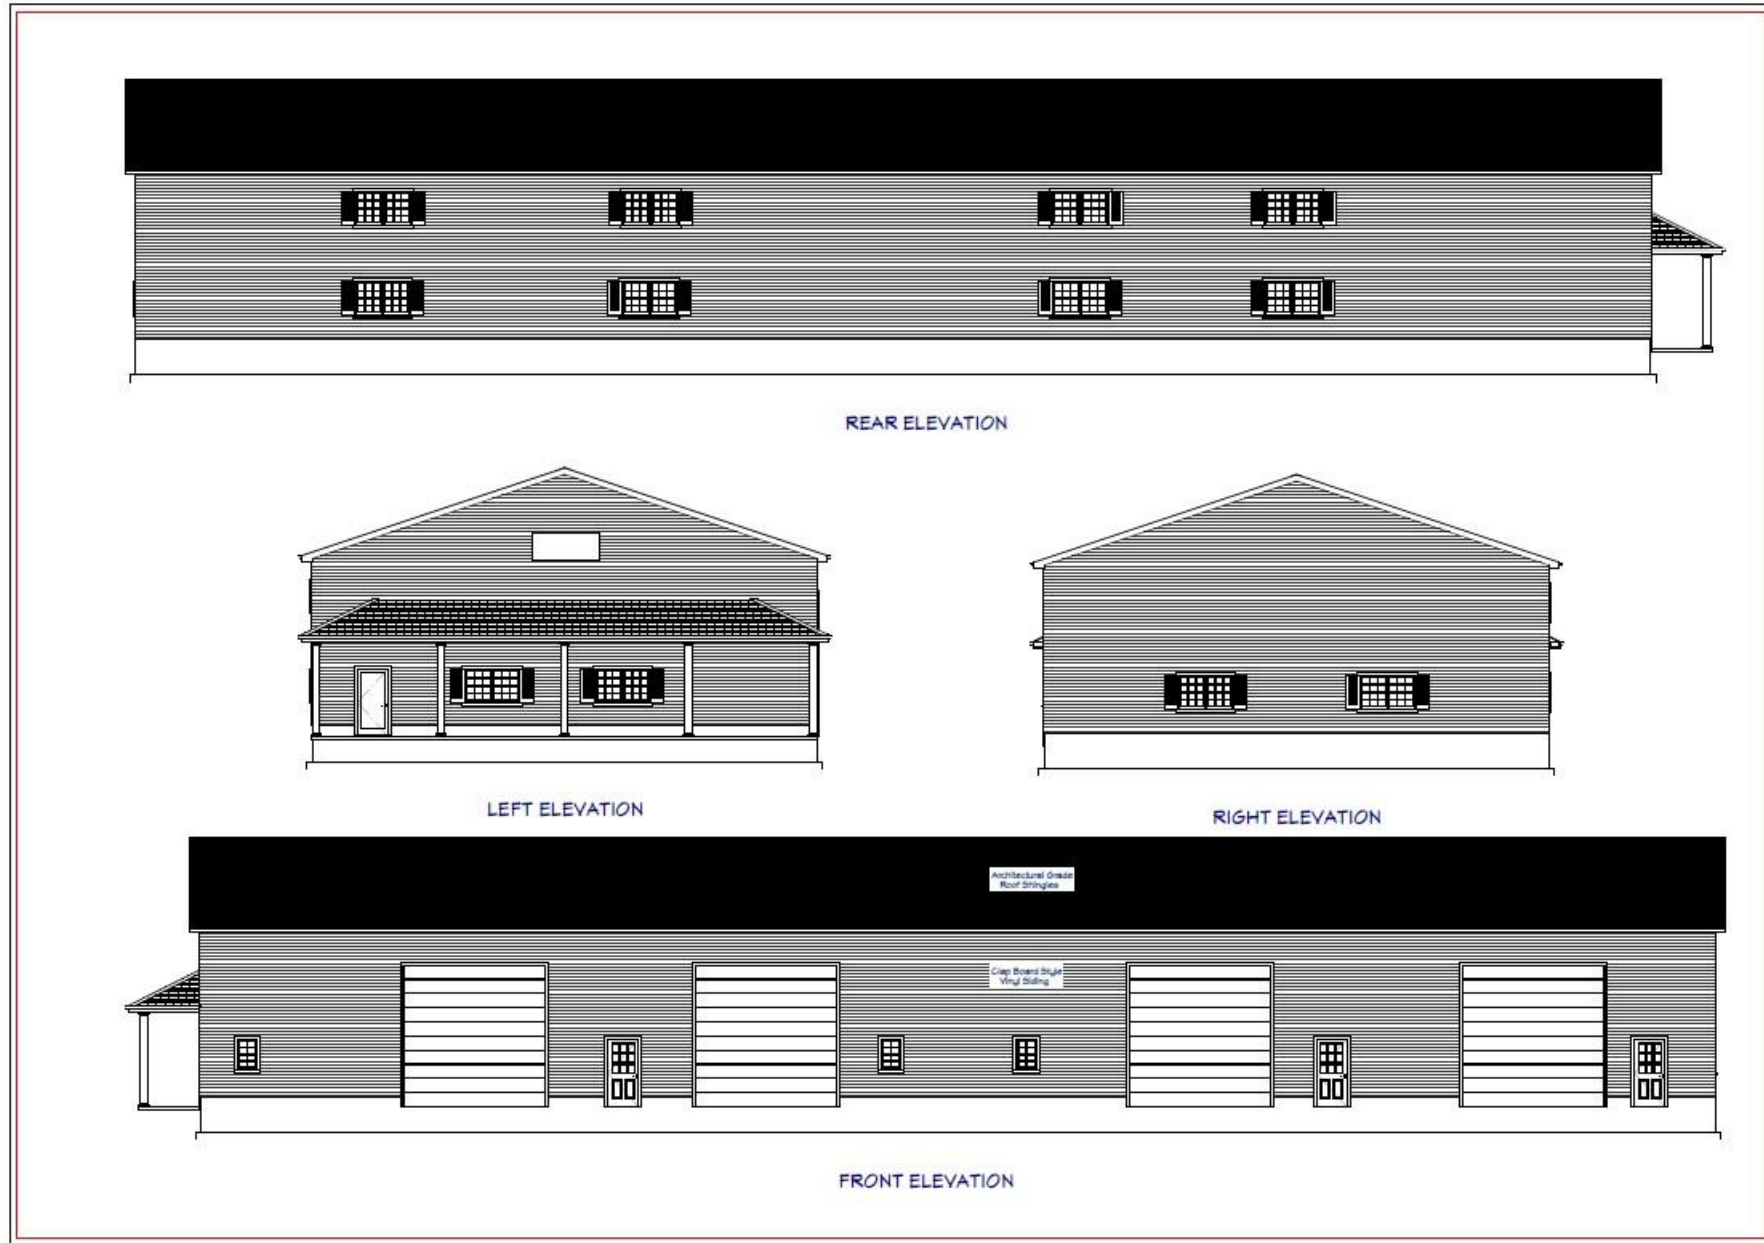 REAR ELEVATION
LEFT ELEVATION
RIGHT ELEVATION
Architectural Grade
Roof Shingles
Clap Board Style
Vinyl Siding
FRONT ELEVATION